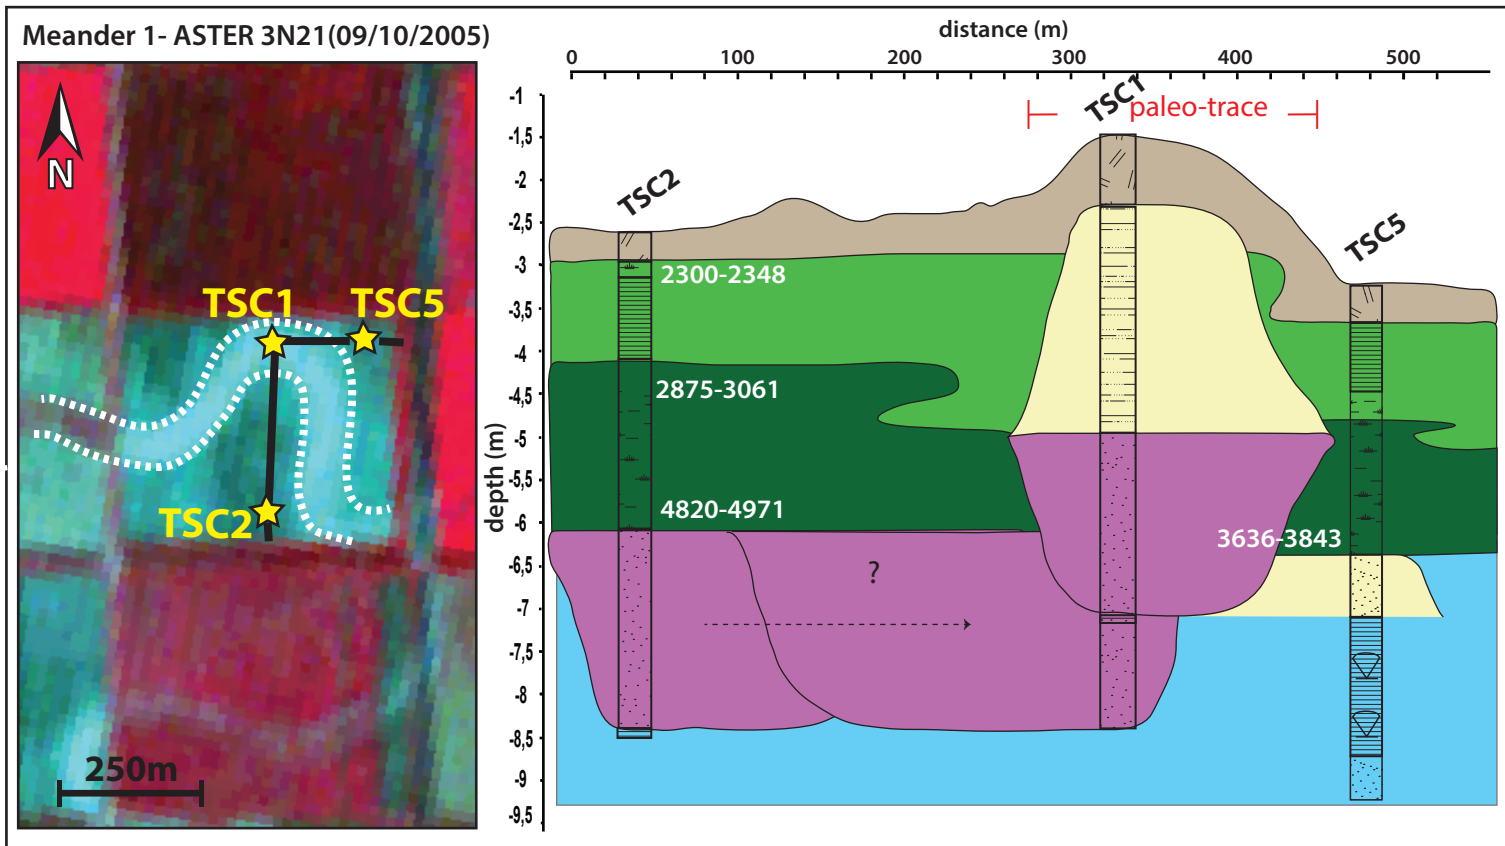 Meander 1- ASTER 3N21(09/10/2005)
N
TSC1
TSC5
TSC2
250m
distance (m)
0
100
200
300
400
500
depth (m)
-1
-1,5
-2
-2,5
-3
-3,5
-4
-4,5
-5
-5,5
-6
-6,5
-7
-7,5
-8
-8,5
-9
-9,5
TSC2
TSC1
paleo-trace
TSC5
2300-2348
2875-3061
4820-4971
3636-3843
?